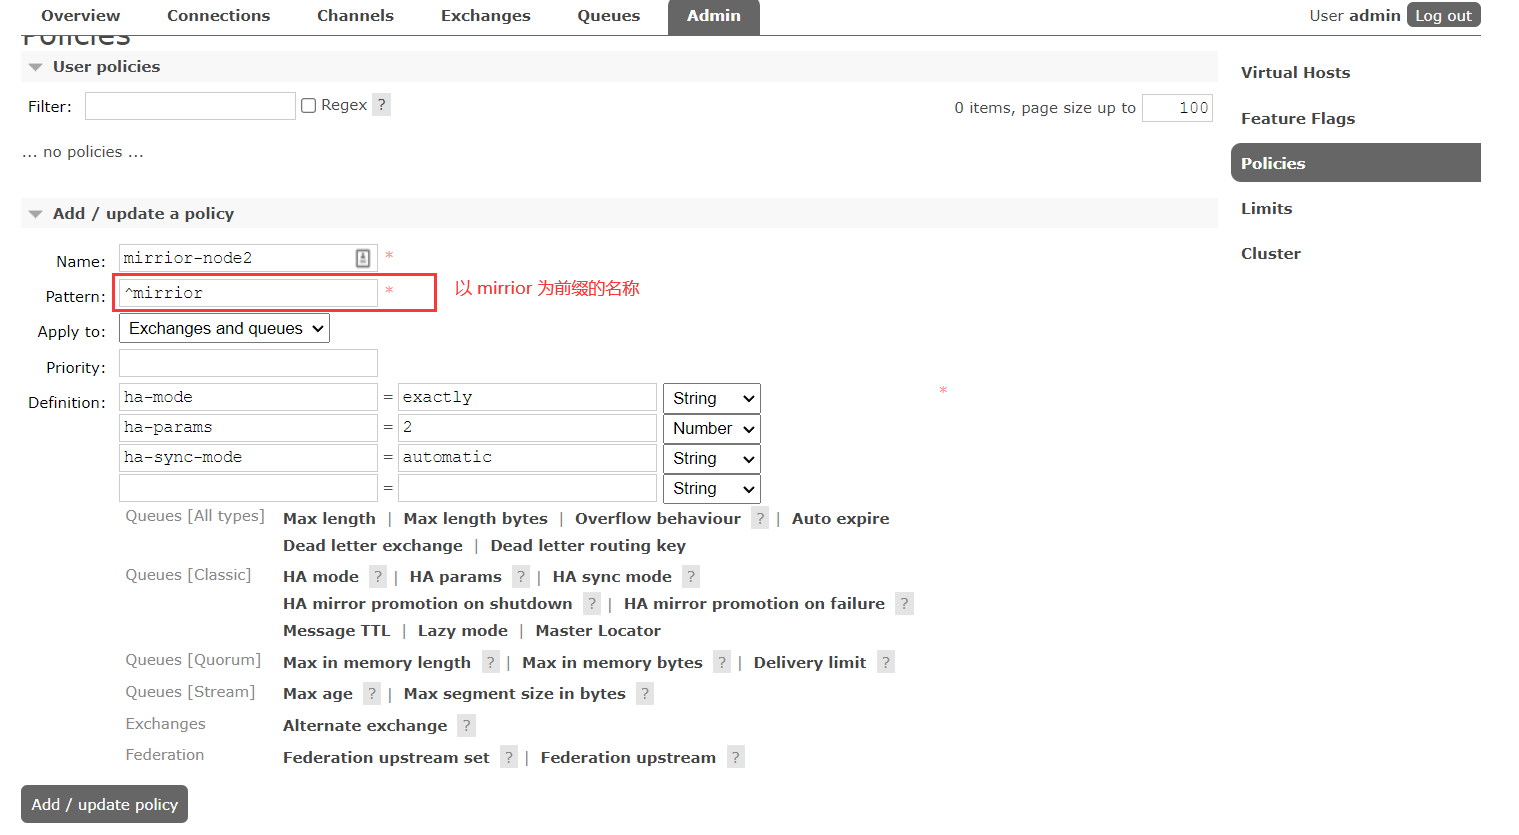 Overview Connections Channels Exchanges Queues Admin User admin Log out
Policies
User policies
Filter: Regex ? 0 items, page size up to 100
... no policies ...
Add / update a policy
Name: mirrior-node2 *
Pattern: ^mirrior * 以 mirrior 为前缀的名称
Apply to: Exchanges and queues
Priority:
Definition: ha-mode = exactly String *
ha-params = 2 Number
ha-sync-mode = automatic String
= String
Queues [All types] Max length | Max length bytes | Overflow behaviour ? | Auto expire
Dead letter exchange | Dead letter routing key
Queues [Classic] HA mode ? | HA params ? | HA sync mode ?
HA mirror promotion on shutdown ? | HA mirror promotion on failure ?
Message TTL | Lazy mode | Master Locator
Queues [Quorum] Max in memory length ? | Max in memory bytes ? | Delivery limit ?
Queues [Stream] Max age ? | Max segment size in bytes ?
Exchanges Alternate exchange ?
Federation Federation upstream set ? | Federation upstream ?
Add / update policy
Virtual Hosts
Feature Flags
Policies
Limits
Cluster